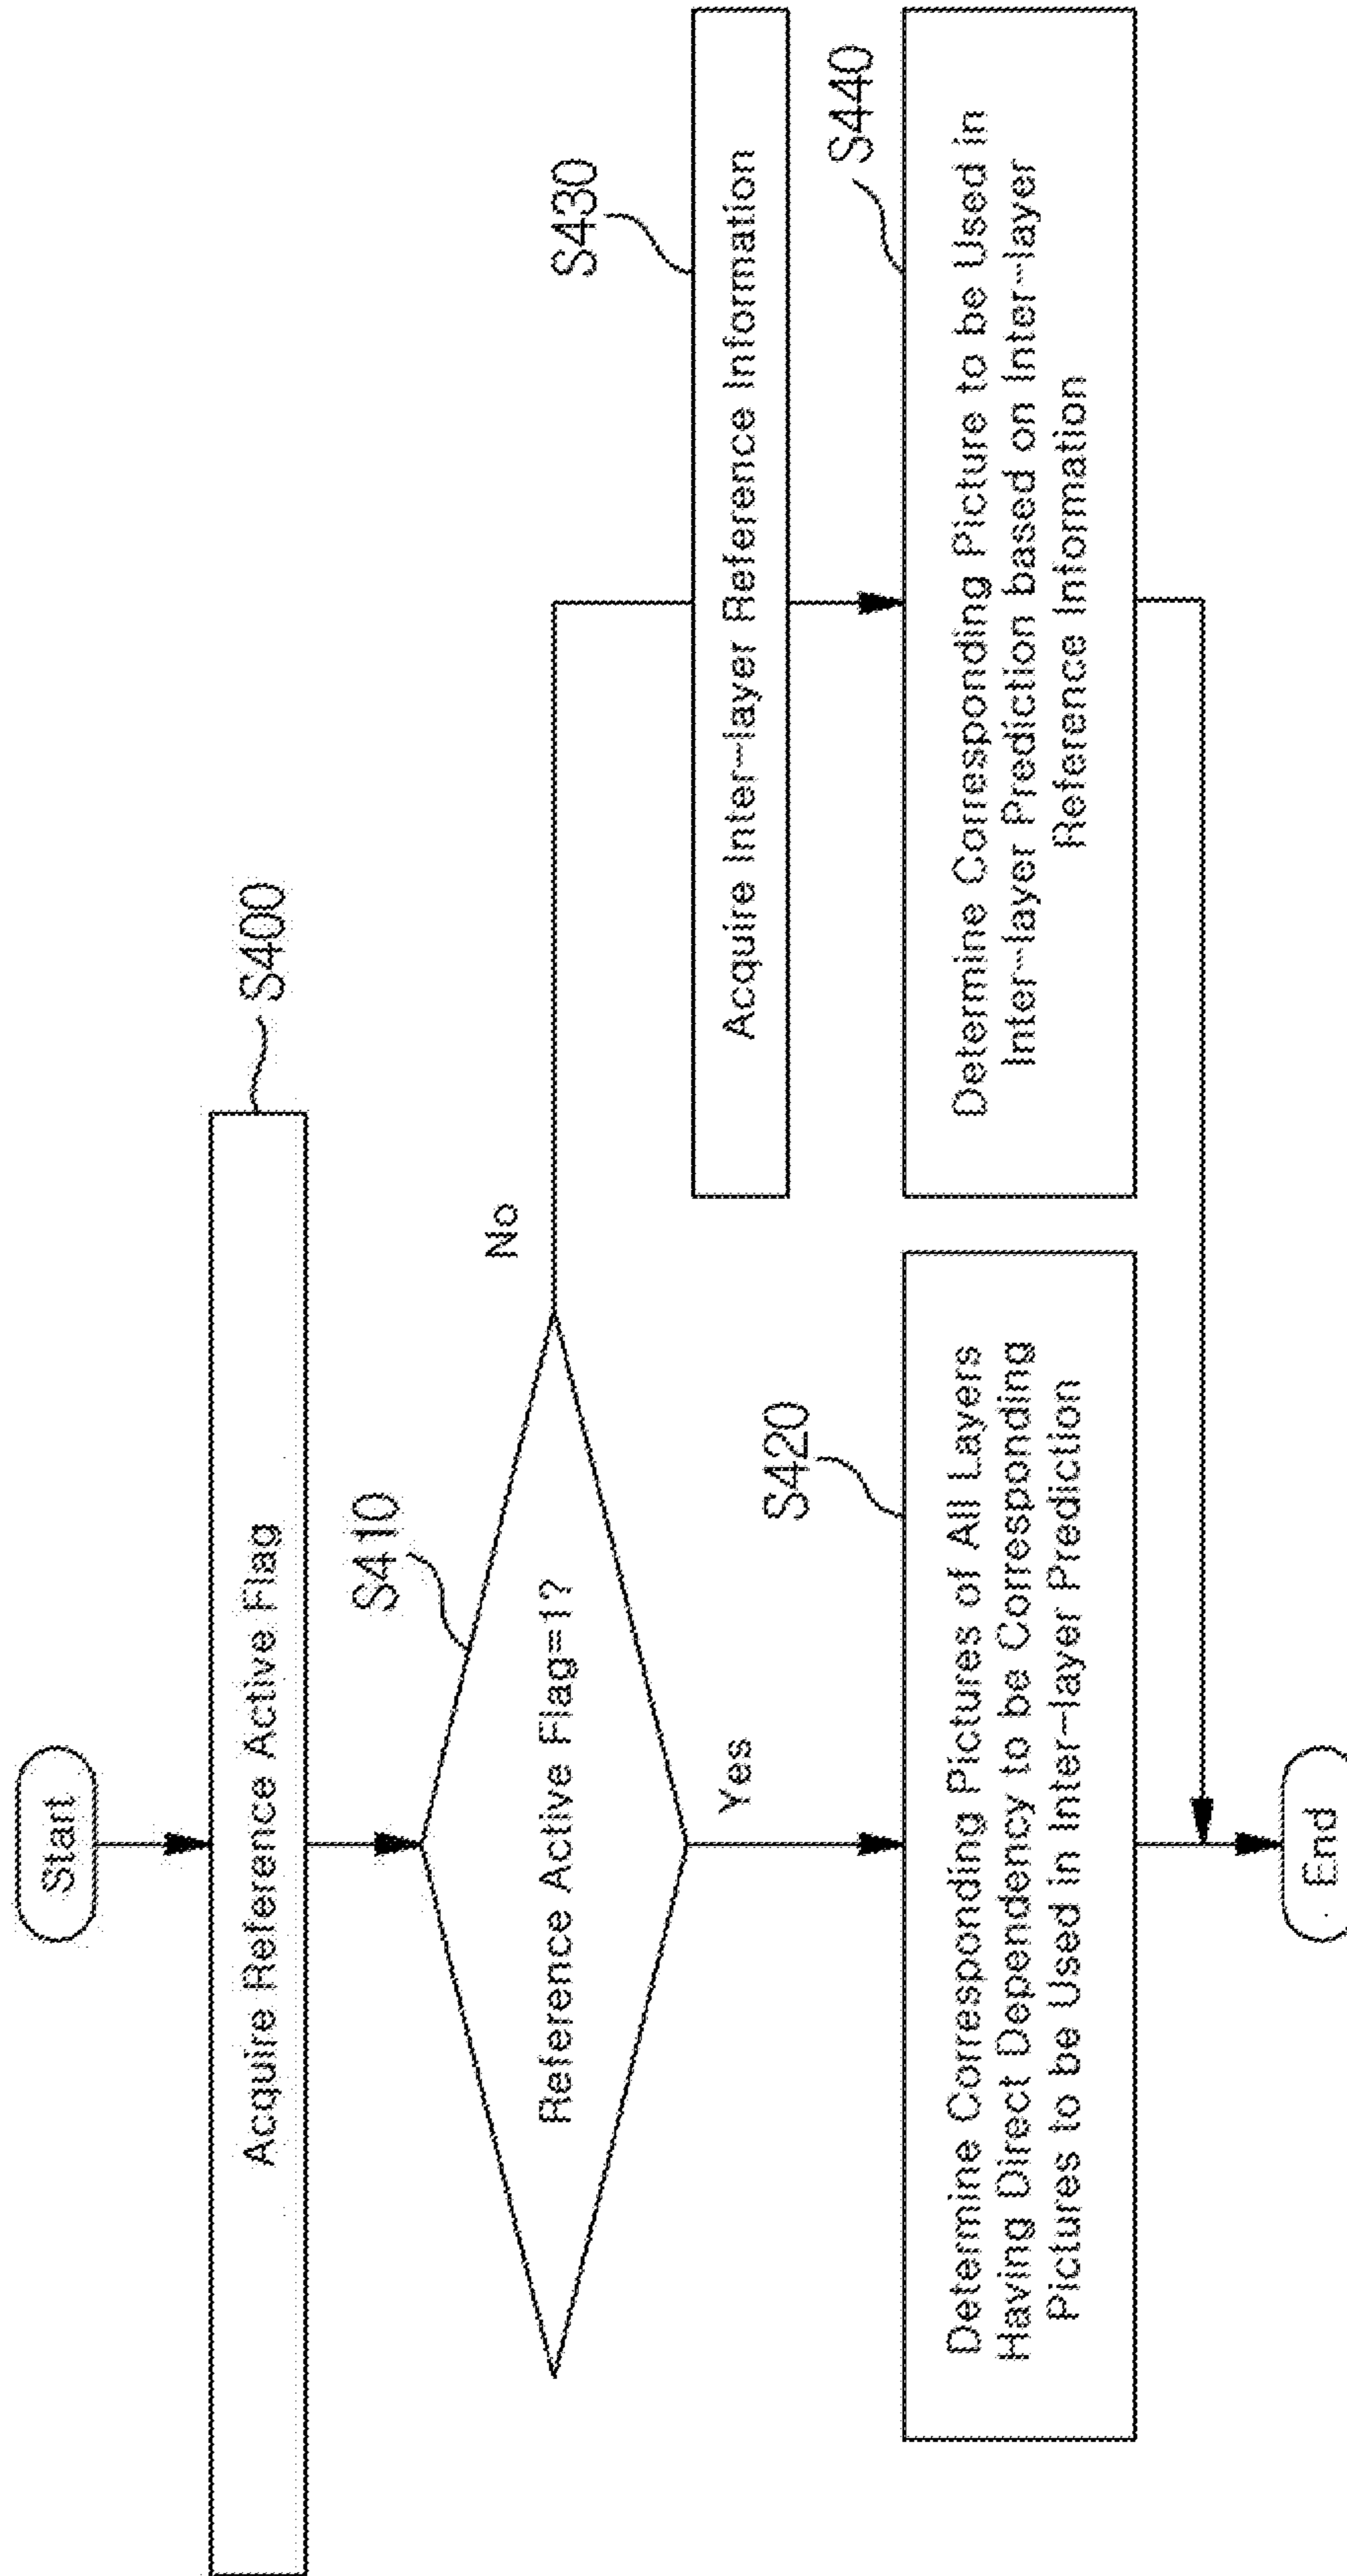 Start
Acquire Reference Active Flag
S400
Reference Active Flag=1?
S410
No
Yes
Acquire Inter-layer Reference Information
S430
Determine Corresponding Pictures of All Layers
Having Direct Dependency to be Corresponding
Pictures to be Used in Inter-layer Prediction
S420
Determine Corresponding Picture to be Used in
Inter-layer Prediction based on Inter-layer
Reference Information
S440
End